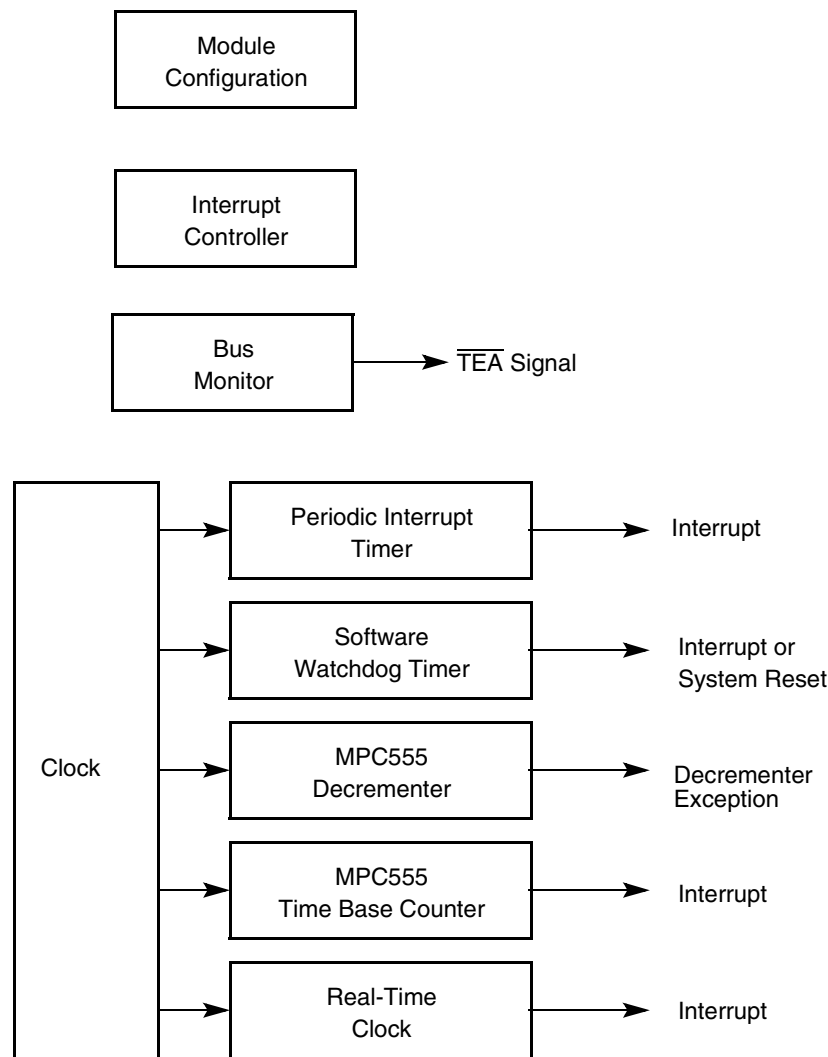 Module
Configuration
Interrupt
Controller
Bus
Monitor
T̅E̅A̅ Signal
Periodic Interrupt
Timer
Interrupt
Software
Watchdog Timer
Interrupt or
System Reset
Clock
MPC555
Decrementer
Decrementer
Exception
MPC555
Time Base Counter
Interrupt
Real-Time
Clock
Interrupt